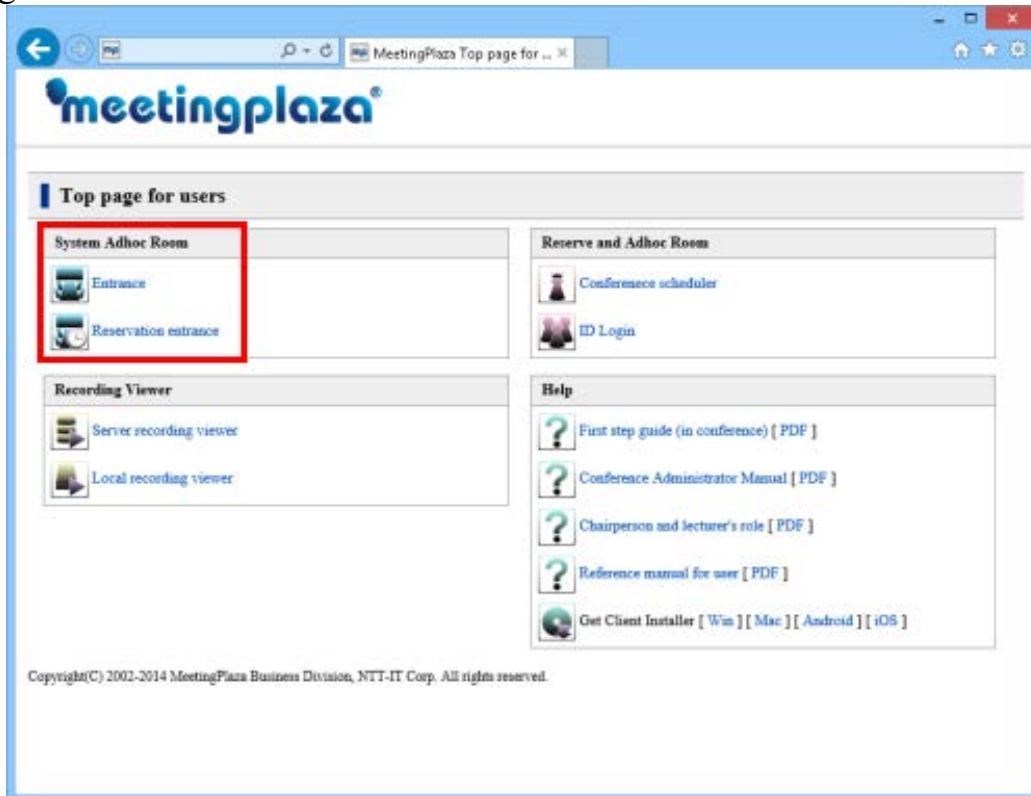 MeetingPlaza Top page for ...
meetingplaza®
Top page for users
System Adhoc Room
Entrance
Reservation entrance
Reserve and Adhoc Room
Conferenece scheduler
ID Login
Recording Viewer
Server recording viewer
Local recording viewer
Help
First step guide (in conference) [ PDF ]
Conference Administrator Manual [ PDF ]
Chairperson and lecturer's role [ PDF ]
Reference manual for user [ PDF ]
Get Client Installer [ Win ] [ Mac ] [ Android ] [ iOS ]
Copyright(C) 2002-2014 MeetingPlaza Business Division, NTT-IT Corp. All rights reserved.